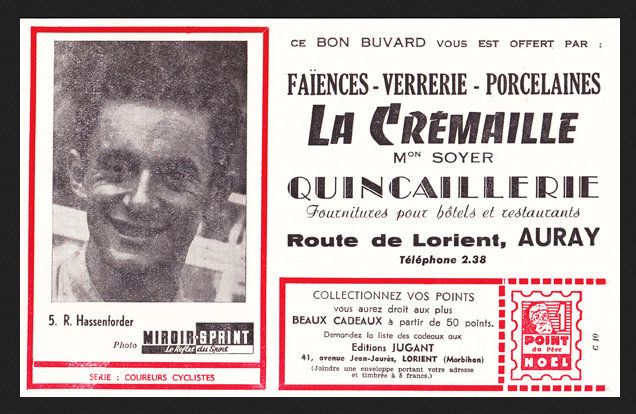 5. R. Hassenforder
Photo MIROIR-SPRINT
Le Reflet du Sport
SERIE : COUREURS CYCLISTES
CE BON BUVARD VOUS EST OFFERT PAR :
FAÏENCES - VERRERIE - PORCELAINES
LA CRÉMAILLE
MON SOYER
QUINCAILLERIE
Fournitures pour hôtels et restaurants
Route de Lorient, AURAY
Téléphone 2.38
COLLECTIONNEZ VOS POINTS
vous aurez droit aux plus
BEAUX CADEAUX à partir de 50 points.
Demandez la liste des cadeaux aux
Editions JUGANT
41, avenue Jean-Jaurès, LORIENT (Morbihan)
(Joindre une enveloppe portant votre adresse
et timbrée à 5 francs.)
1
POINT
du Père
NOEL
G 10